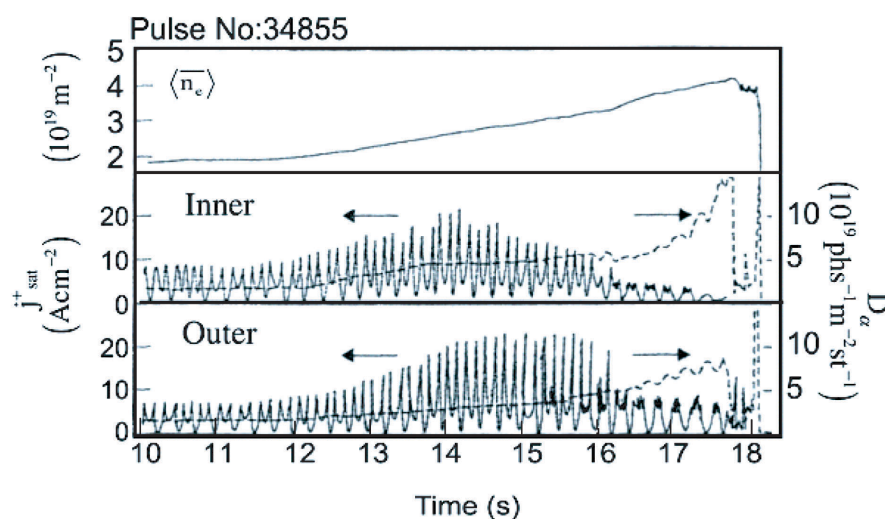 Pulse No:34855
5
4
3
2
(10¹⁹ m⁻²)
⟨n̅ₑ⟩
Inner
20
10
0
10
5
j⁺sat
(Acm⁻²)
Dα
(10¹⁹ phs⁻¹m⁻²st⁻¹)
Outer
20
10
0
10
5
10 11 12 13 14 15 16 17 18
Time (s)